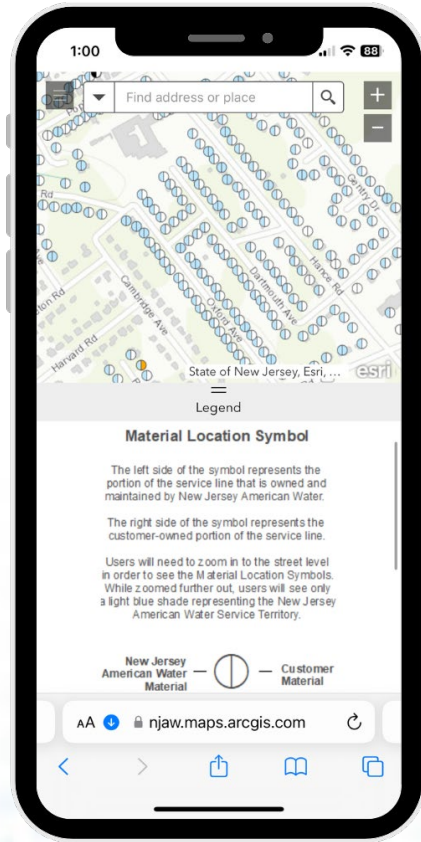 1:00
88
Find address or place
+
−
Rd
Gentry Dr
Hance Rd
Dartmouth Ave
Oxford Ave
Cambridge Ave
ton Rd
Harvard Rd
State of New Jersey, Esri, ...
esri
Legend
Material Location Symbol
The left side of the symbol represents the
portion of the service line that is owned and
maintained by New Jersey American Water.
The right side of the symbol represents the
customer-owned portion of the service line.
Users will need to zoom in to the street level
in order to see the Material Location Symbols.
While zoomed further out, users will see only
a light blue shade representing the New Jersey
American Water Service Territory.
New Jersey
American Water
Material
Customer
Material
AA
njaw.maps.arcgis.com